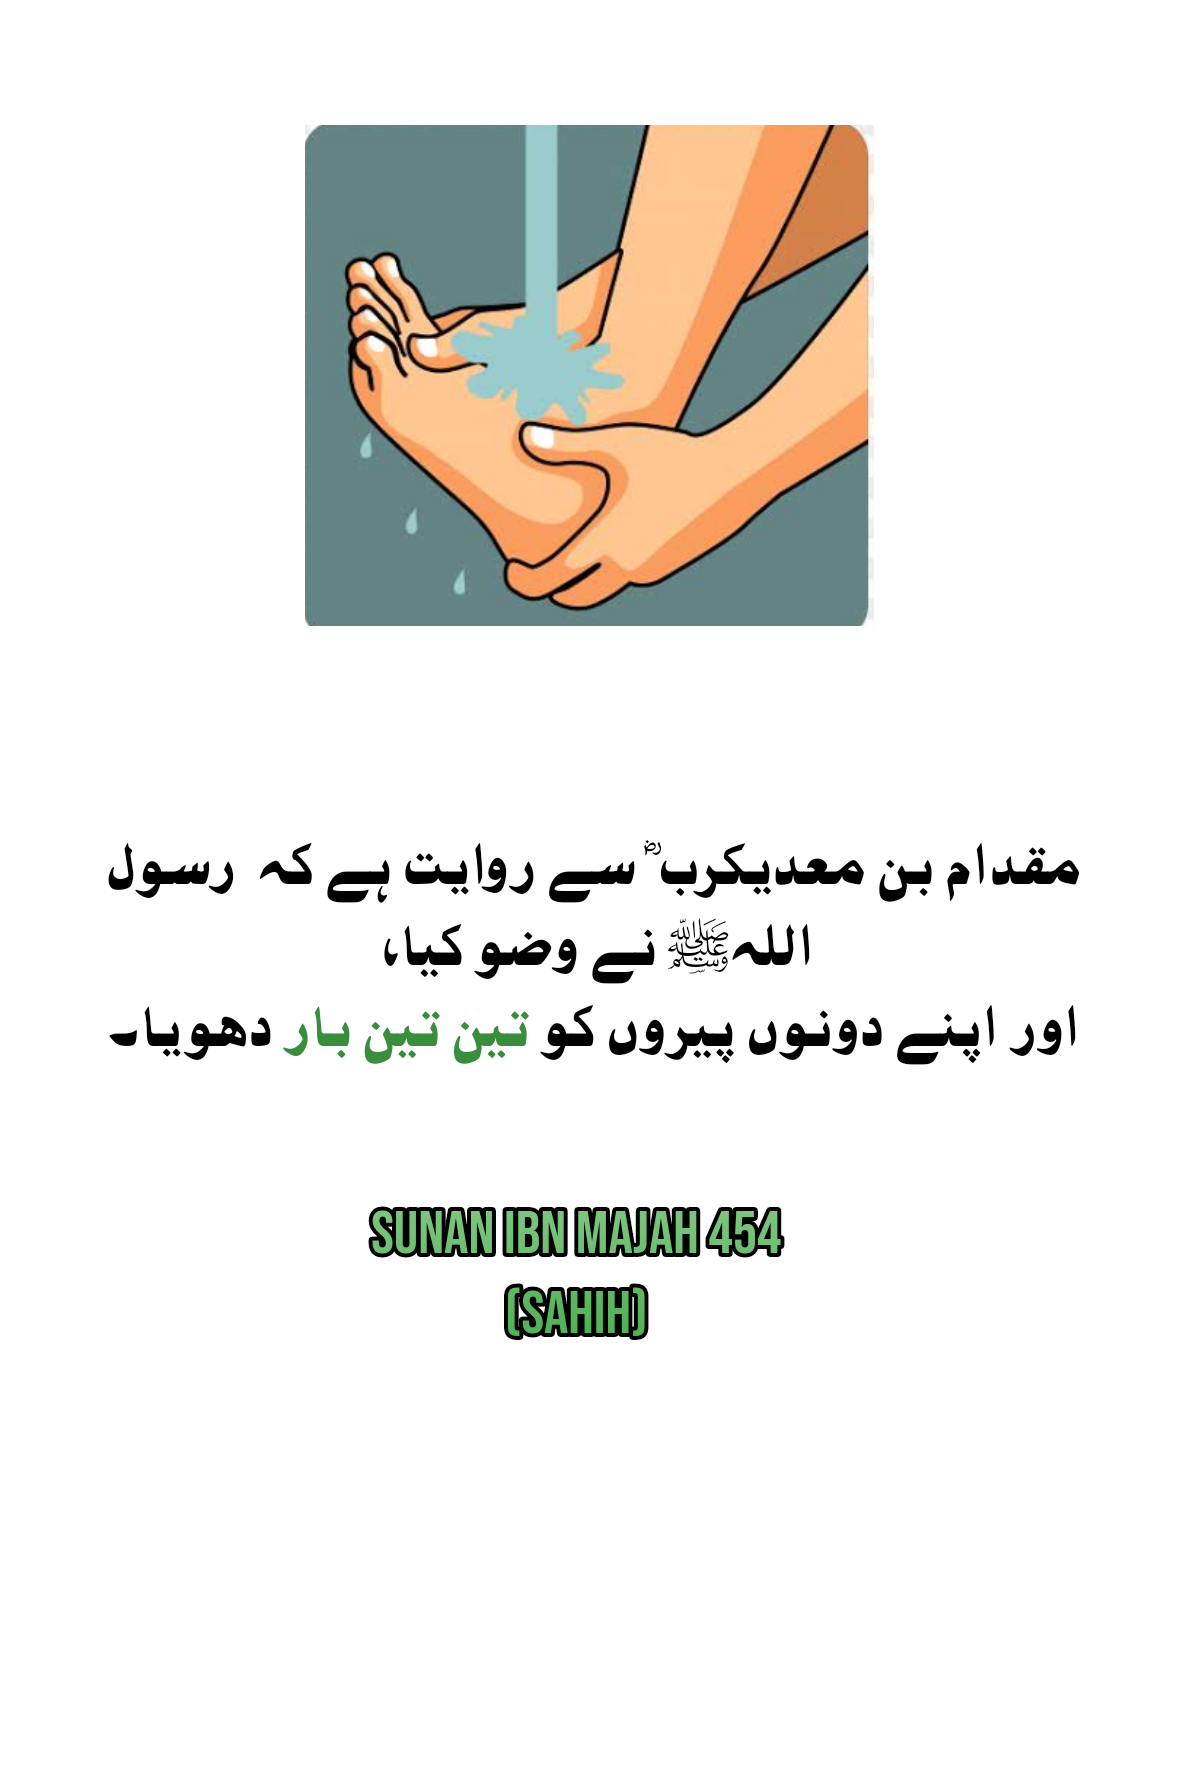 مقدام بن معدیکربؓ سے روایت ہے کہ رسول
اللہﷺ نے وضو کیا،
اور اپنے دونوں پیروں کو تین تین بار دھویا۔
SUNAN IBN MAJAH 454
(SAHIH)